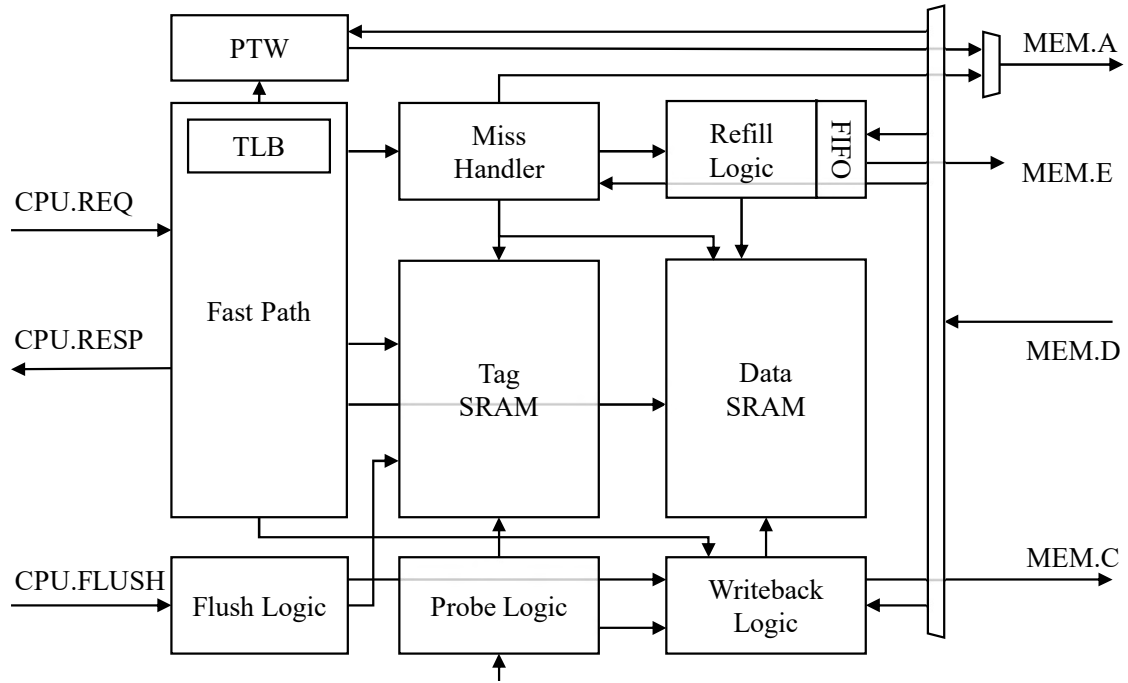 PTW
MEM.A
TLB
Miss
Handler
Refill
Logic
FIFO
MEM.E
CPU.REQ
Fast Path
CPU.RESP
Tag
SRAM
Data
SRAM
MEM.D
CPU.FLUSH
Flush Logic
Probe Logic
Writeback
Logic
MEM.C